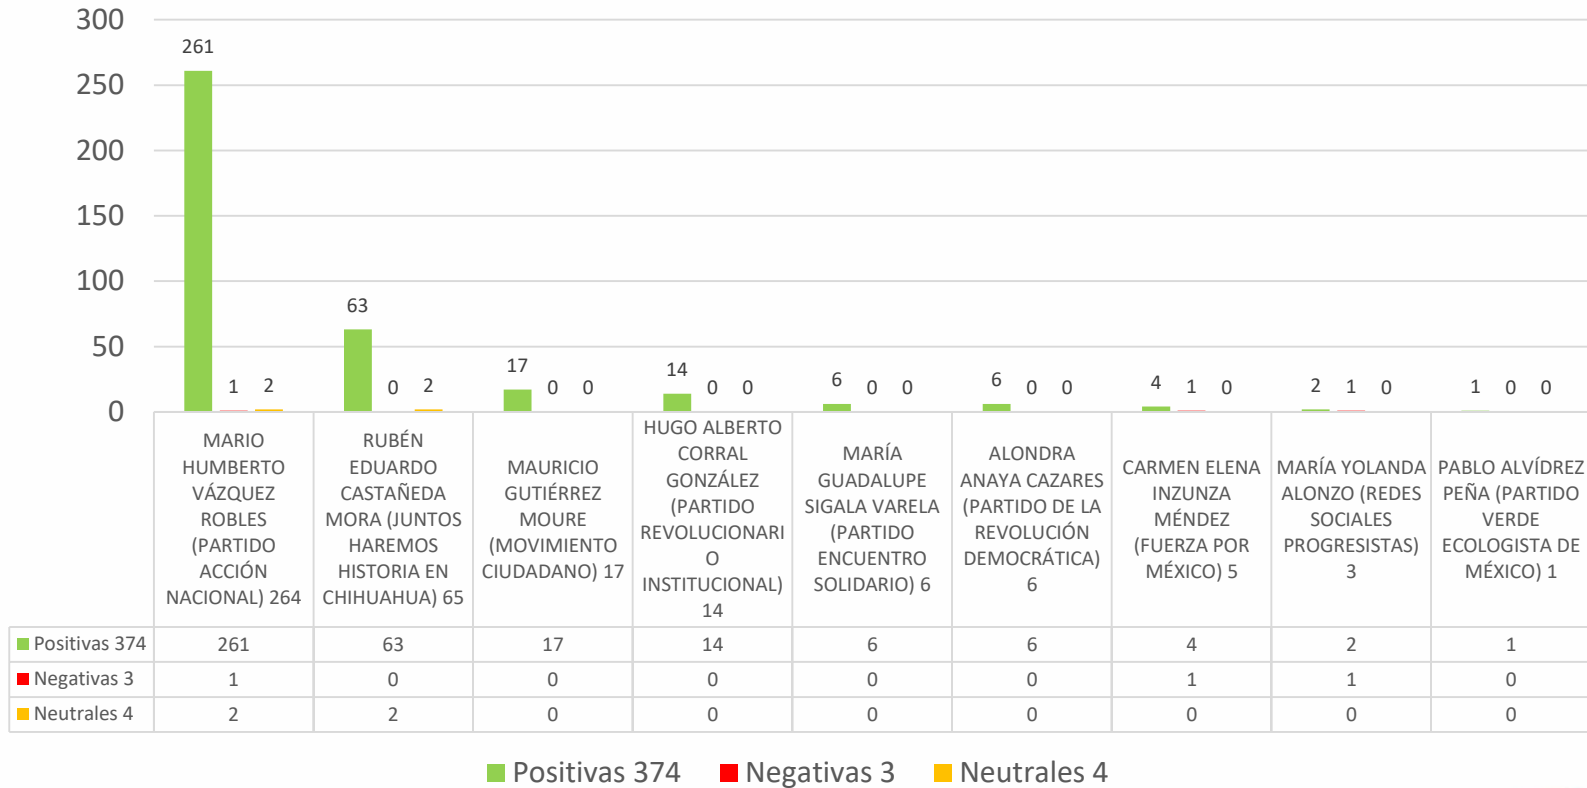 300
250
200
150
100
50
0
261
1
2
63
0
2
17
0
0
14
0
0
6
0
0
6
0
0
4
1
0
2
1
0
1
0
0
MARIO
HUMBERTO
VÁZQUEZ
ROBLES
(PARTIDO
ACCIÓN
NACIONAL) 264
RUBÉN
EDUARDO
CASTAÑEDA
MORA (JUNTOS
HAREMOS
HISTORIA EN
CHIHUAHUA) 65
MAURICIO
GUTIÉRREZ
MOURE
(MOVIMIENTO
CIUDADANO) 17
HUGO ALBERTO
CORRAL
GONZÁLEZ
(PARTIDO
REVOLUCIONARI
O
INSTITUCIONAL)
14
MARÍA
GUADALUPE
SIGALA VARELA
(PARTIDO
ENCUENTRO
SOLIDARIO) 6
ALONDRA
ANAYA CAZARES
(PARTIDO DE LA
REVOLUCIÓN
DEMOCRÁTICA)
6
CARMEN ELENA
INZUNZA
MÉNDEZ
(FUERZA POR
MÉXICO) 5
MARÍA YOLANDA
ALONZO (REDES
SOCIALES
PROGRESISTAS)
3
PABLO ALVÍDREZ
PEÑA (PARTIDO
VERDE
ECOLOGISTA DE
MÉXICO) 1
Positivas 374 261 63 17 14 6 6 4 2 1
Negativas 3 1 0 0 0 0 0 1 1 0
Neutrales 4 2 2 0 0 0 0 0 0 0
Positivas 374 Negativas 3 Neutrales 4